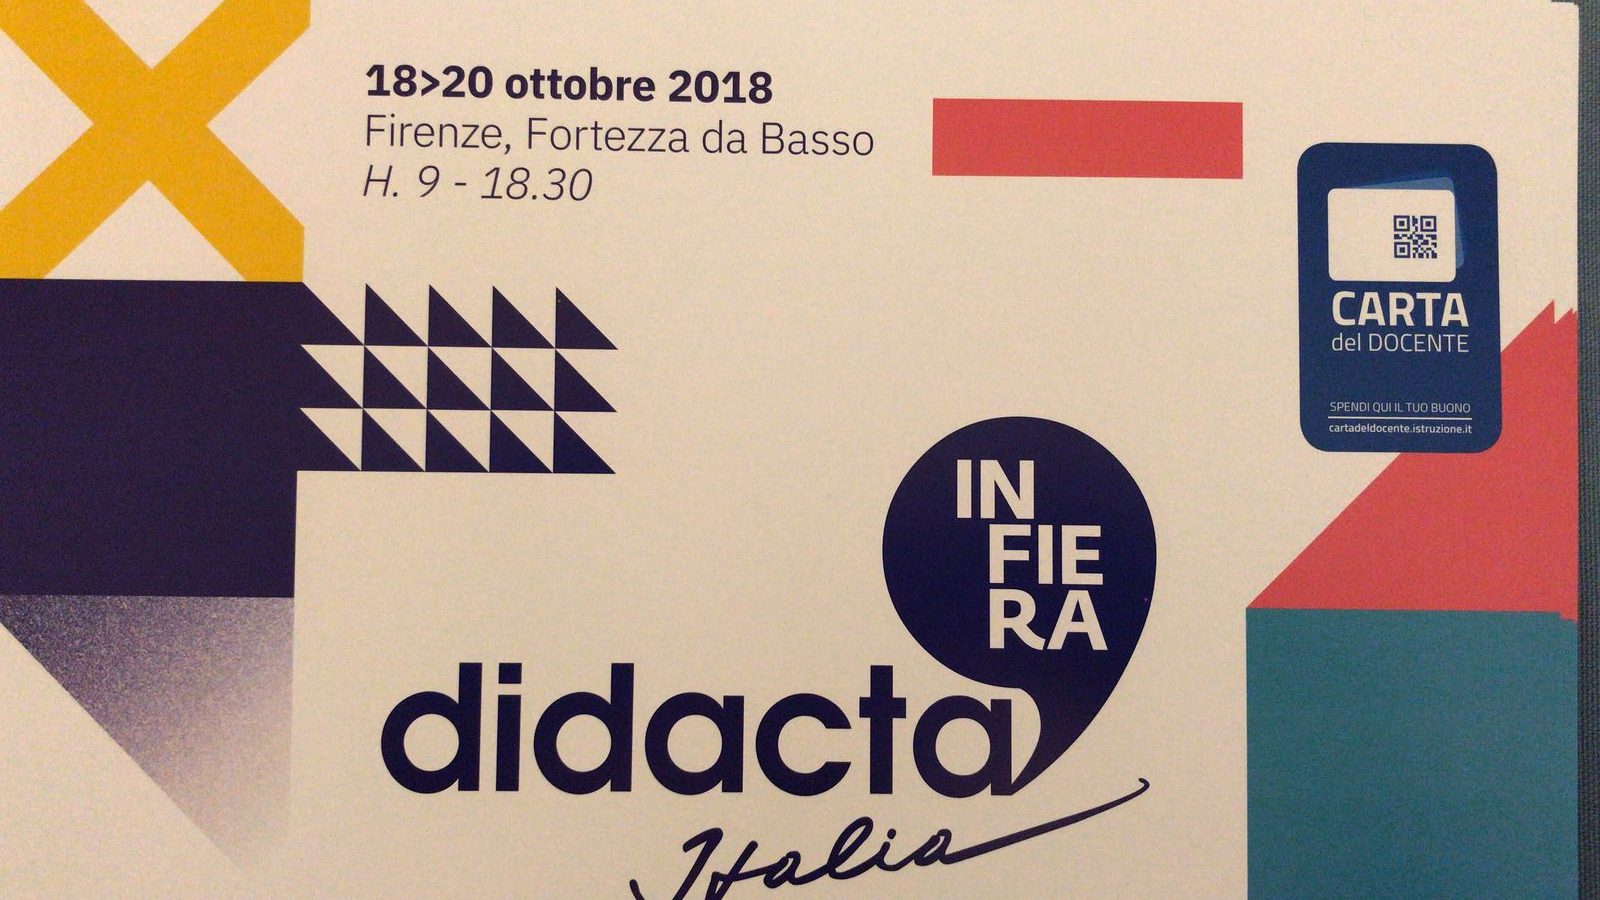 18>20 ottobre 2018
Firenze, Fortezza da Basso
H. 9 - 18.30
CARTA
del DOCENTE
SPENDI QUI IL TUO BUONO
cartadeldocente.istruzione.it
IN
FIE
RA
didacta
Italia